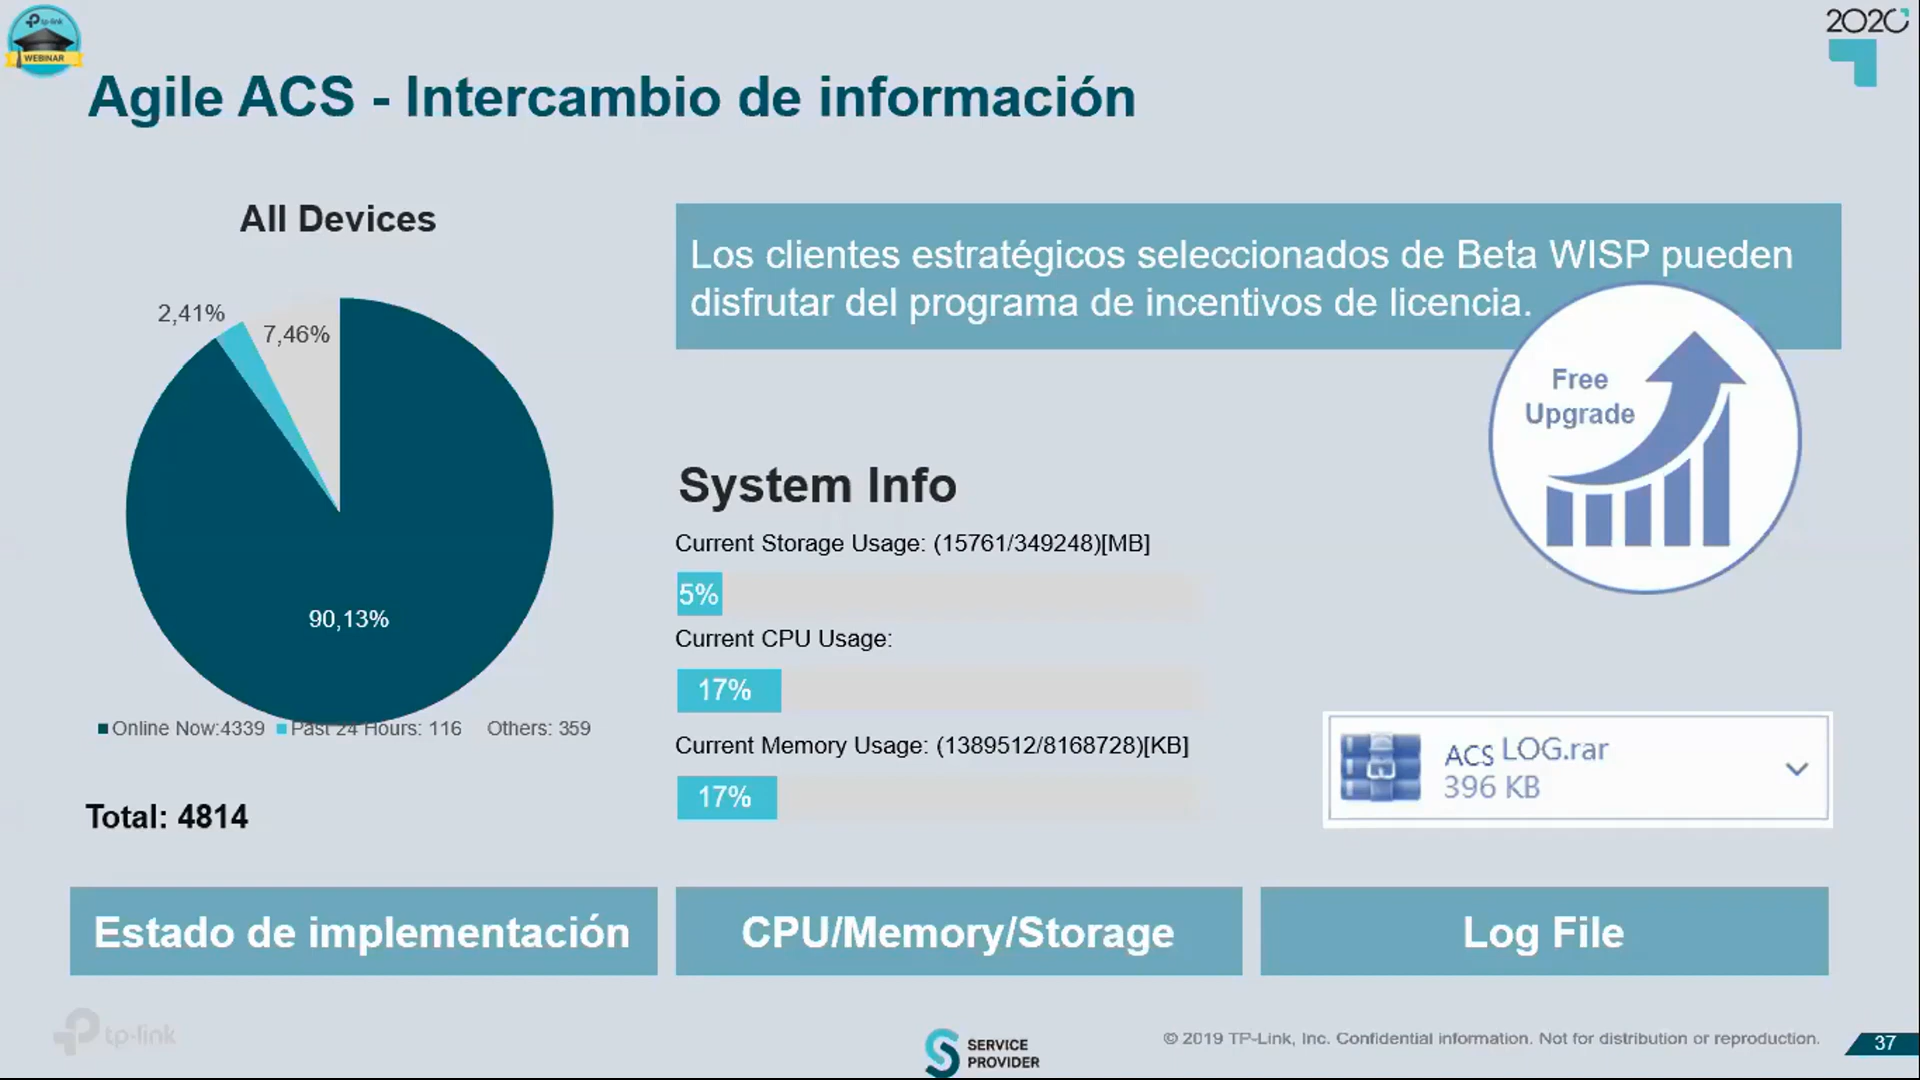 tp-link
WEBINAR
2020
Agile ACS - Intercambio de información
All Devices
2,41%
7,46%
90,13%
Online Now:4339 Past 24 Hours: 116 Others: 359
Total: 4814
Los clientes estratégicos seleccionados de Beta WISP pueden
disfrutar del programa de incentivos de licencia.
Free
Upgrade
System Info
Current Storage Usage: (15761/349248)[MB]
5%
Current CPU Usage:
17%
Current Memory Usage: (1389512/8168728)[KB]
17%
ACS LOG.rar
396 KB
Estado de implementación
CPU/Memory/Storage
Log File
tp-link
SERVICE
PROVIDER
© 2019 TP-Link, Inc. Confidential information. Not for distribution or reproduction.
37